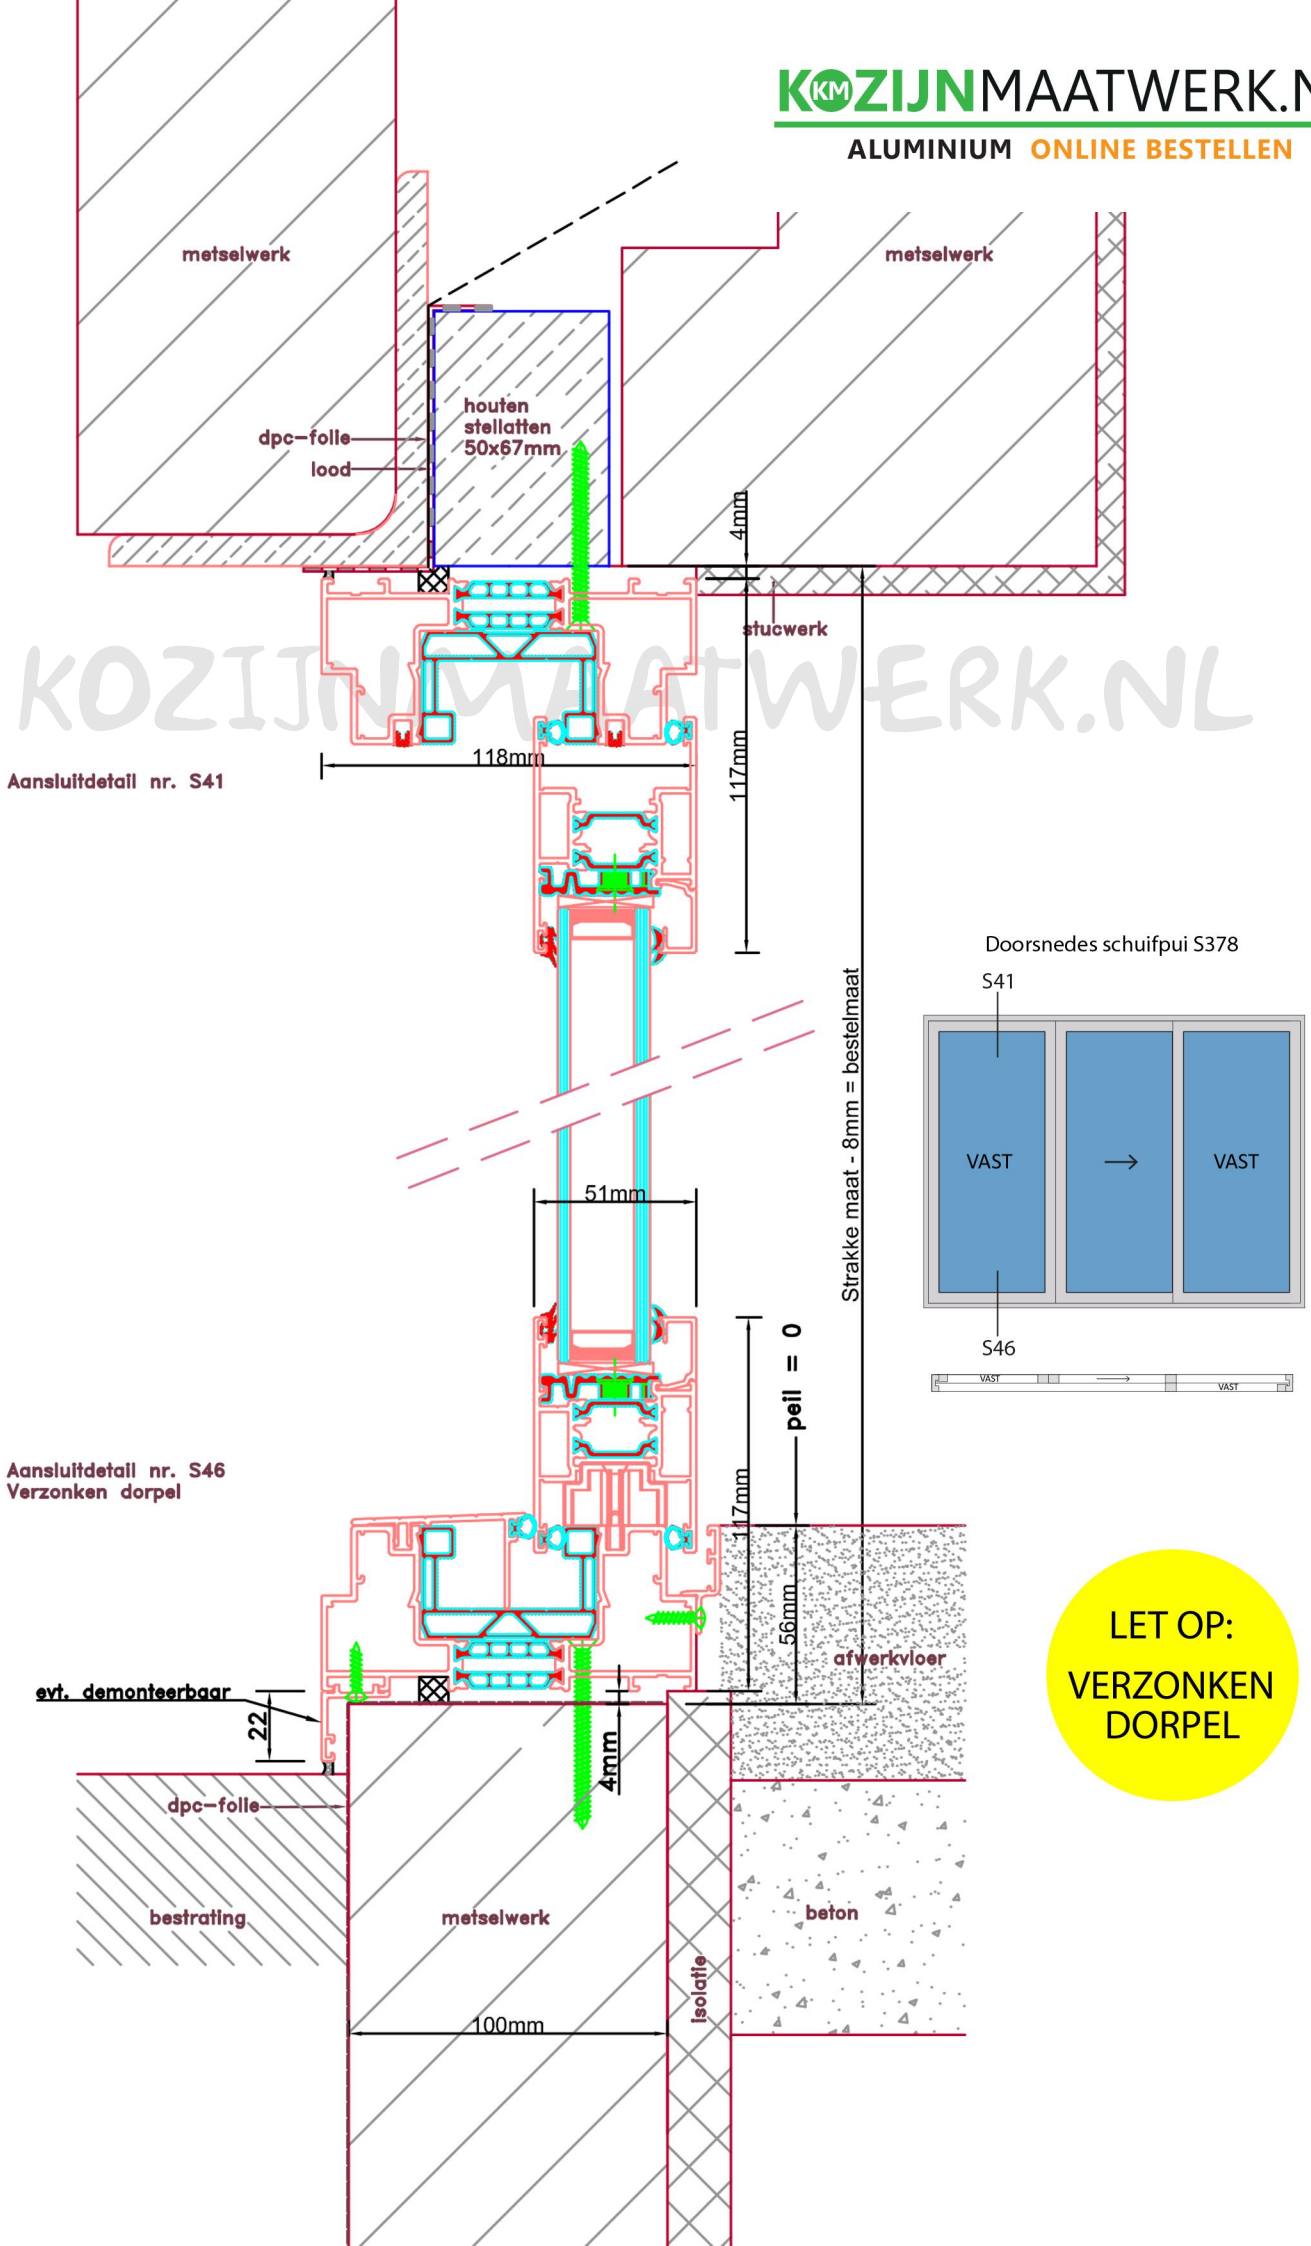 KOZIJNMAATWERK.N
KM
ALUMINIUM ONLINE BESTELLEN
metselwerk
metselwerk
houten
stellatten
50x67mm
dpc-folie
lood
4mm
stucwerk
KOZIJNMAATWERK.NL
118mm
117mm
Aansluitdetail nr. S41
Strakke maat - 8mm = bestelmaat
Doorsnedes schuifpui S378
S41
VAST
→
VAST
S46
VAST
VAST
51mm
peil = 0
117mm
Aansluitdetail nr. S46
Verzonken dorpel
56mm
afwerkvloer
LET OP:
VERZONKEN
DORPEL
evt. demonteerbaar
22
4mm
dpc-folie
bestrating
metselwerk
beton
isolatie
100mm